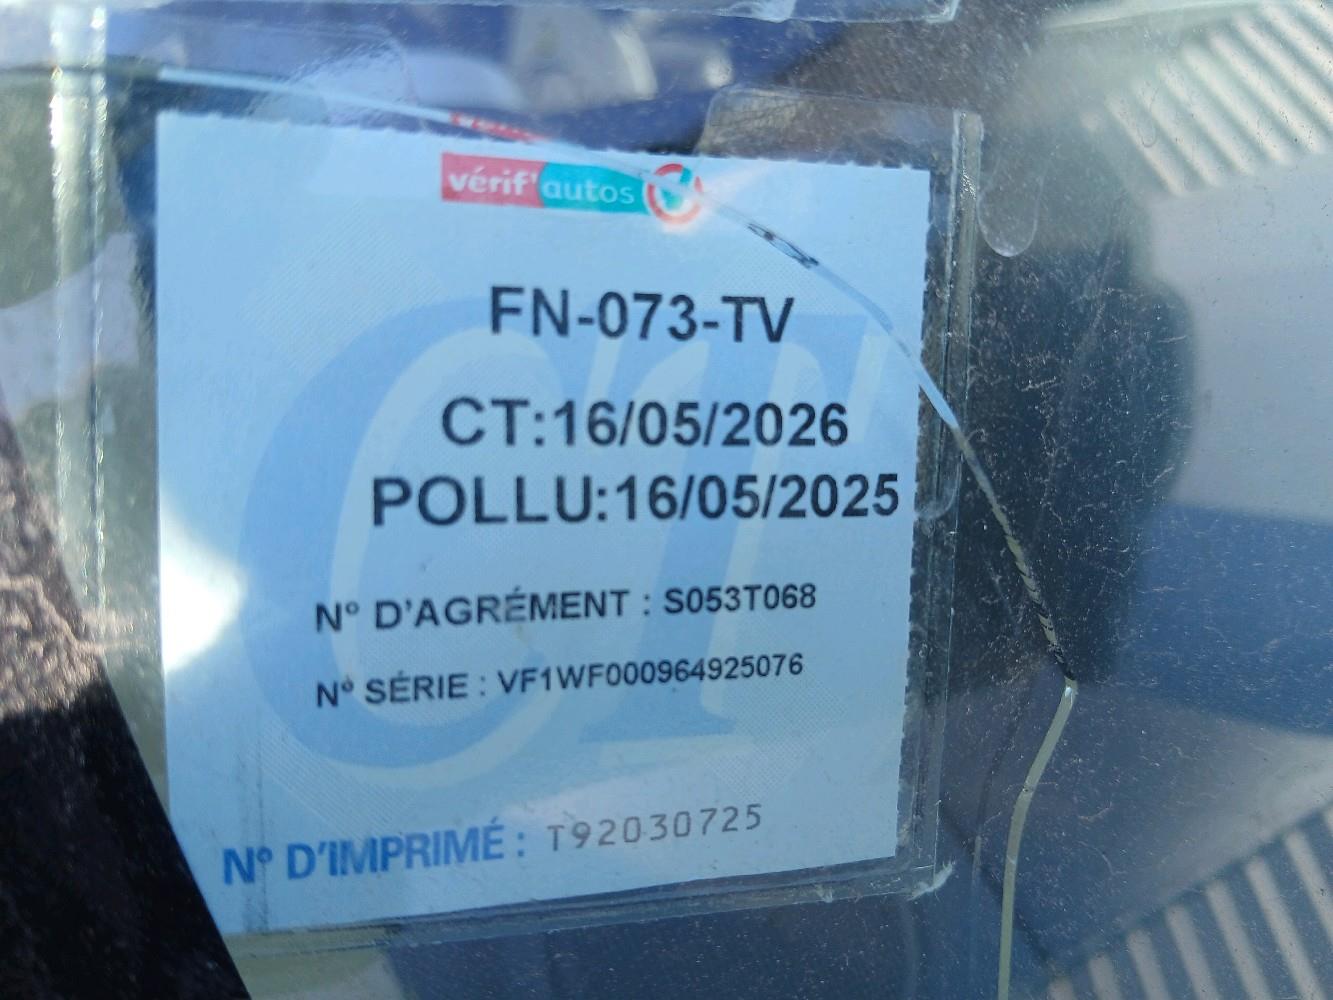 vérif'autos
FN-073-TV
CT:16/05/2026
POLLU:16/05/2025
N° D'AGRÉMENT : S053T068
N° SÉRIE : VF1WF000964925076
N° D'IMPRIMÉ : T92030725
CT